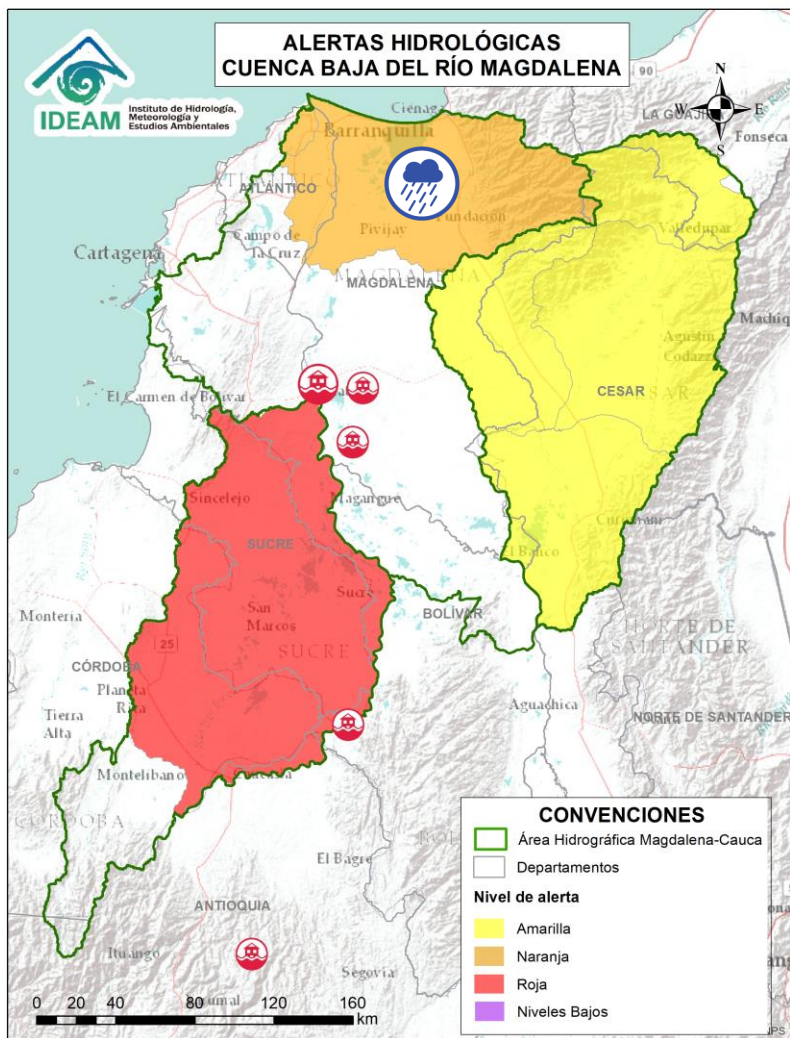 ALERTAS HIDROLÓGICAS
CUENCA BAJA DEL RÍO MAGDALENA
IDEAM
Instituto de Hidrología,
Meteorología y
Estudios Ambientales
N
W
E
S
90
LA GUAJIRA
Fonseca
Ciénaga
Barranquilla
ATLÁNTICO
Fundación
Pivijay
Valledupar
Campo de
la Cruz
Cartagena
MAGDALENA
MAGDALENA
Machiq
Agustín
Codazzi
CESAR
El Carmen de Bolívar
Sincelejo
Magangue
SUCRE
El Banco
Sucre
San
Marcos
BOLÍVAR
Montería
SUCRE
25
CÓRDOBA
NORTE DE
SANTANDER
Planeta
Rica
Aguachica
NORTE DE SANTANDER
Tierra
Alta
Montelíbano
CÓRDOBA
El Bagre
ANTIOQUIA
Ituango
Segovia
0 20 40 80 120 160
km
CONVENCIONES
Área Hidrográfica Magdalena-Cauca
Departamentos
Nivel de alerta
Amarilla
Naranja
Roja
Niveles Bajos